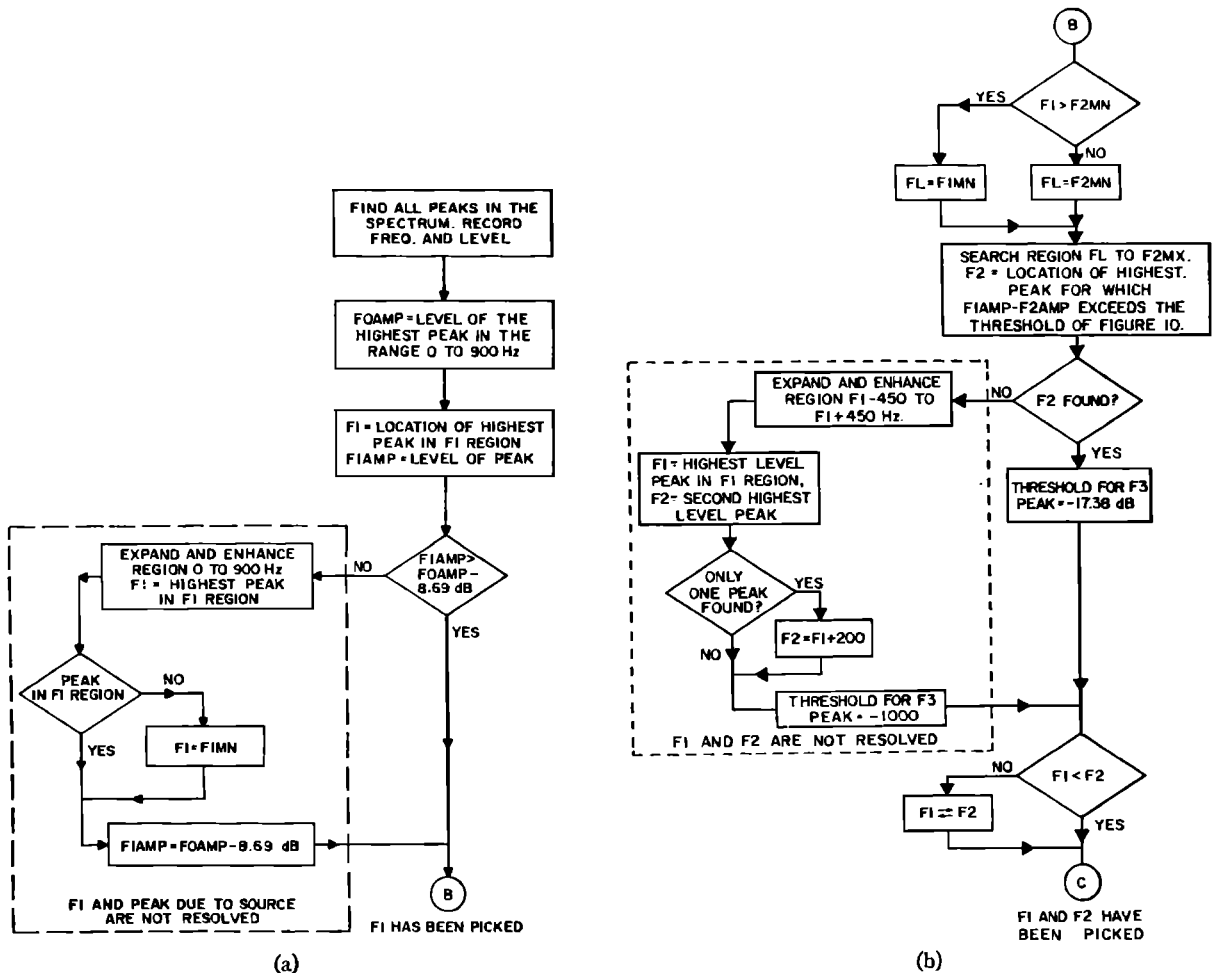 FIND ALL PEAKS IN THE
SPECTRUM. RECORD
FREQ. AND LEVEL
FOAMP=LEVEL OF THE
HIGHEST PEAK IN THE
RANGE 0 TO 900 Hz
F1=LOCATION OF HIGHEST
PEAK IN F1 REGION
F1AMP=LEVEL OF PEAK
F1AMP>
FOAMP-
8.69 dB
NO
YES
EXPAND AND ENHANCE
REGION 0 TO 900 Hz
F1= HIGHEST PEAK
IN F1 REGION
PEAK
IN F1 REGION
NO
YES
F1=F1MN
F1AMP=FOAMP-8.69 dB
F1 AND PEAK DUE TO SOURCE
ARE NOT RESOLVED
B
F1 HAS BEEN PICKED
(a)
B
F1>F2MN
YES
NO
FL=F1MN
FL=F2MN
SEARCH REGION FL TO F2MX.
F2= LOCATION OF HIGHEST.
PEAK FOR WHICH
F1AMP-F2AMP EXCEEDS THE
THRESHOLD OF FIGURE 10.
F2 FOUND?
NO
YES
EXPAND AND ENHANCE
REGION F1-450 TO
F1+450 Hz.
F1=HIGHEST LEVEL
PEAK IN F1 REGION,
F2=SECOND HIGHEST
LEVEL PEAK
ONLY
ONE PEAK
FOUND?
YES
NO
F2=F1+200
THRESHOLD FOR F3
PEAK=-1000
F1 AND F2 ARE NOT RESOLVED
THRESHOLD FOR F3
PEAK=-17.38 dB
F1<F2
NO
YES
F1⇄F2
C
F1 AND F2 HAVE
BEEN PICKED
(b)